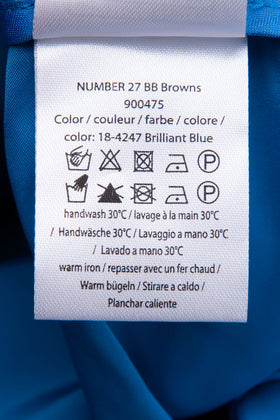 NUMBER 27 BB Browns
900475
Color / couleur / farbe / colore /
color: 18-4247 Brilliant Blue
handwash 30°C / lavage à la main 30°C
/ Handwäsche 30°C / Lavaggio a mano 30°C
/ Lavado a mano 30°C
warm iron / repasser avec un fer chaud /
Warm bügeln / Stirare a caldo /
Planchar caliente